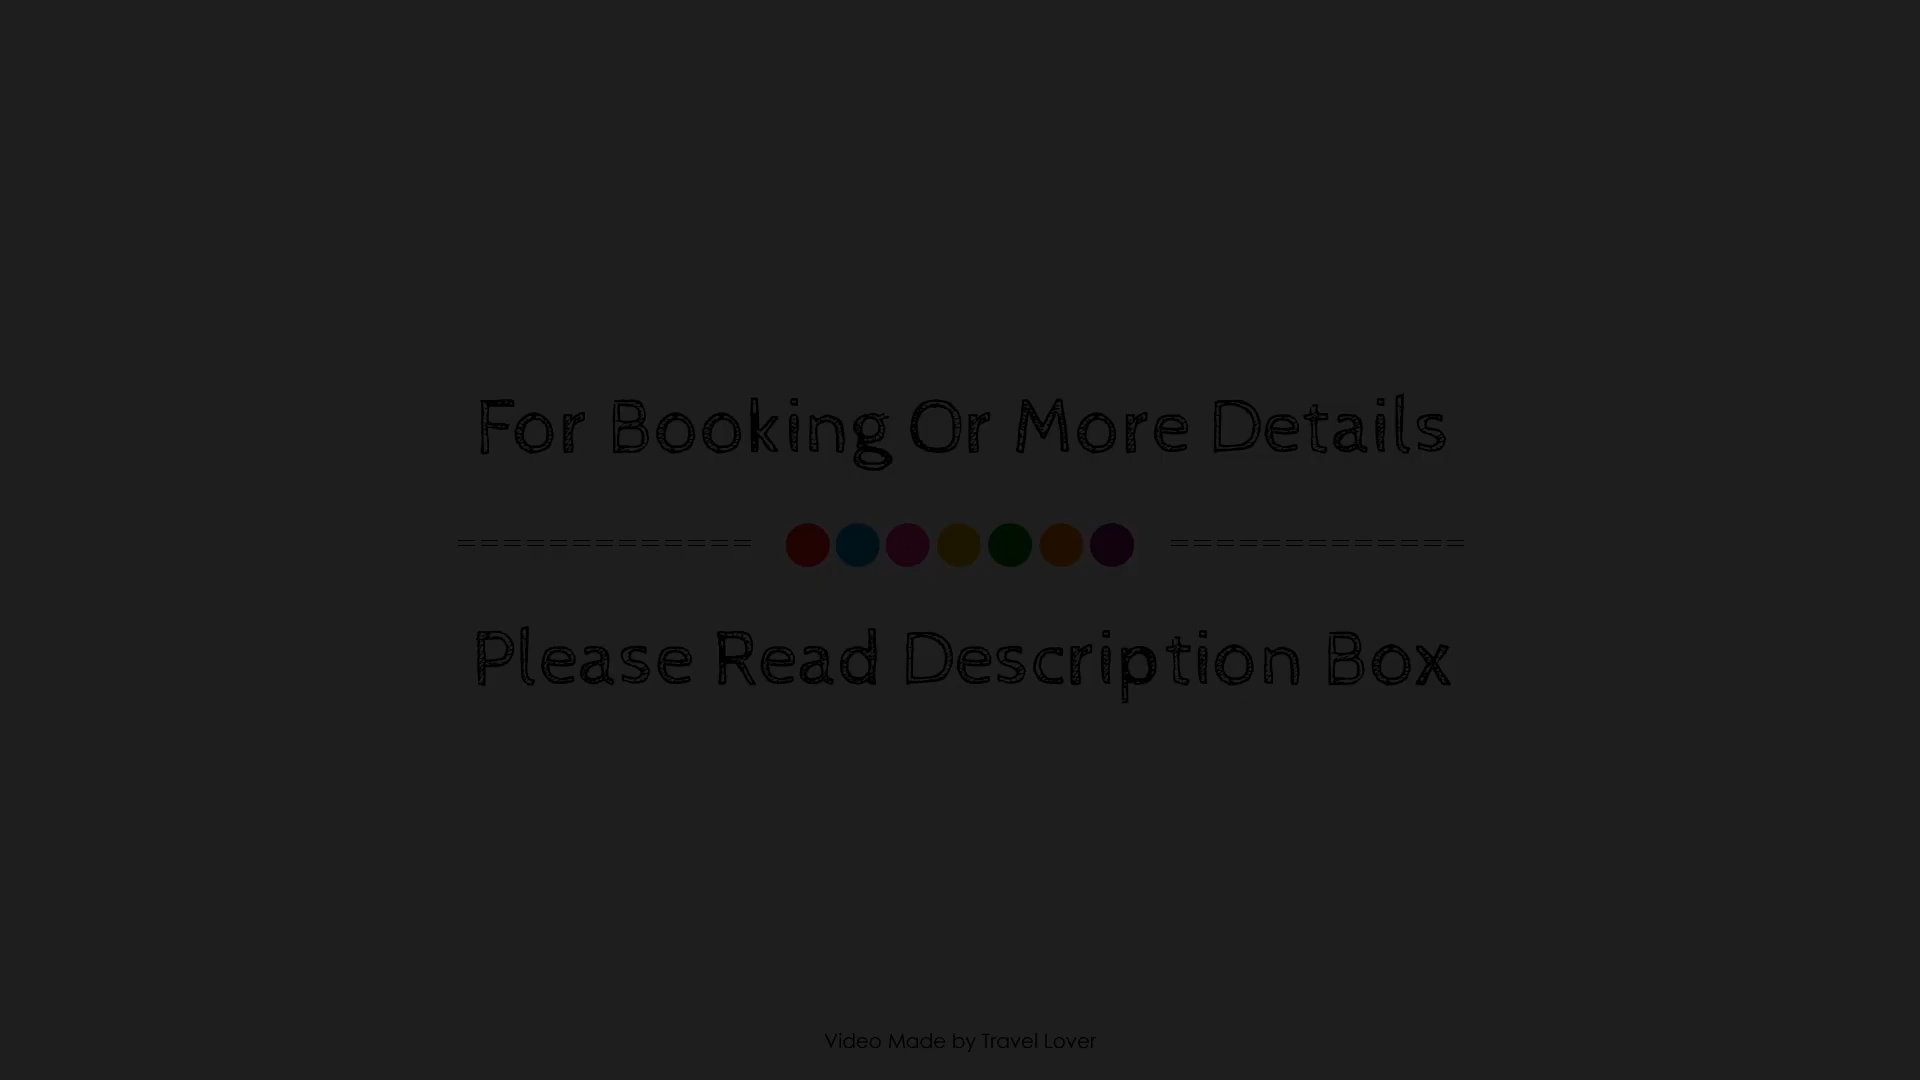 For Booking Or More Details
============= =============
Please Read Description Box
Video Made by Travel Lover